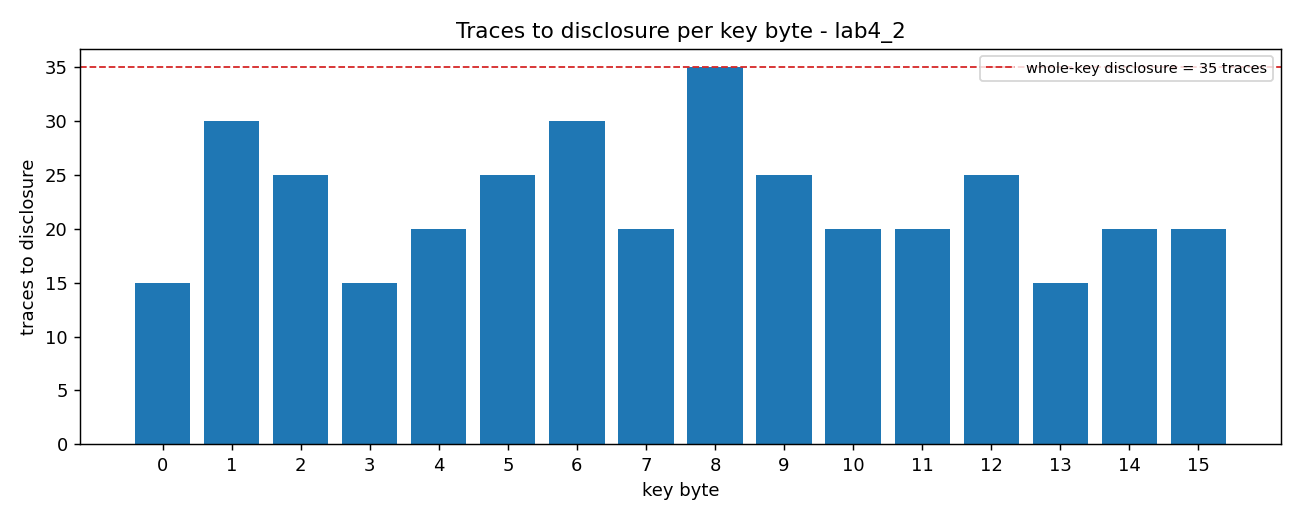 Traces to disclosure per key byte - lab4_2
whole-key disclosure = 35 traces
traces to disclosure
35
30
25
20
15
10
5
0
0 1 2 3 4 5 6 7 8 9 10 11 12 13 14 15
key byte